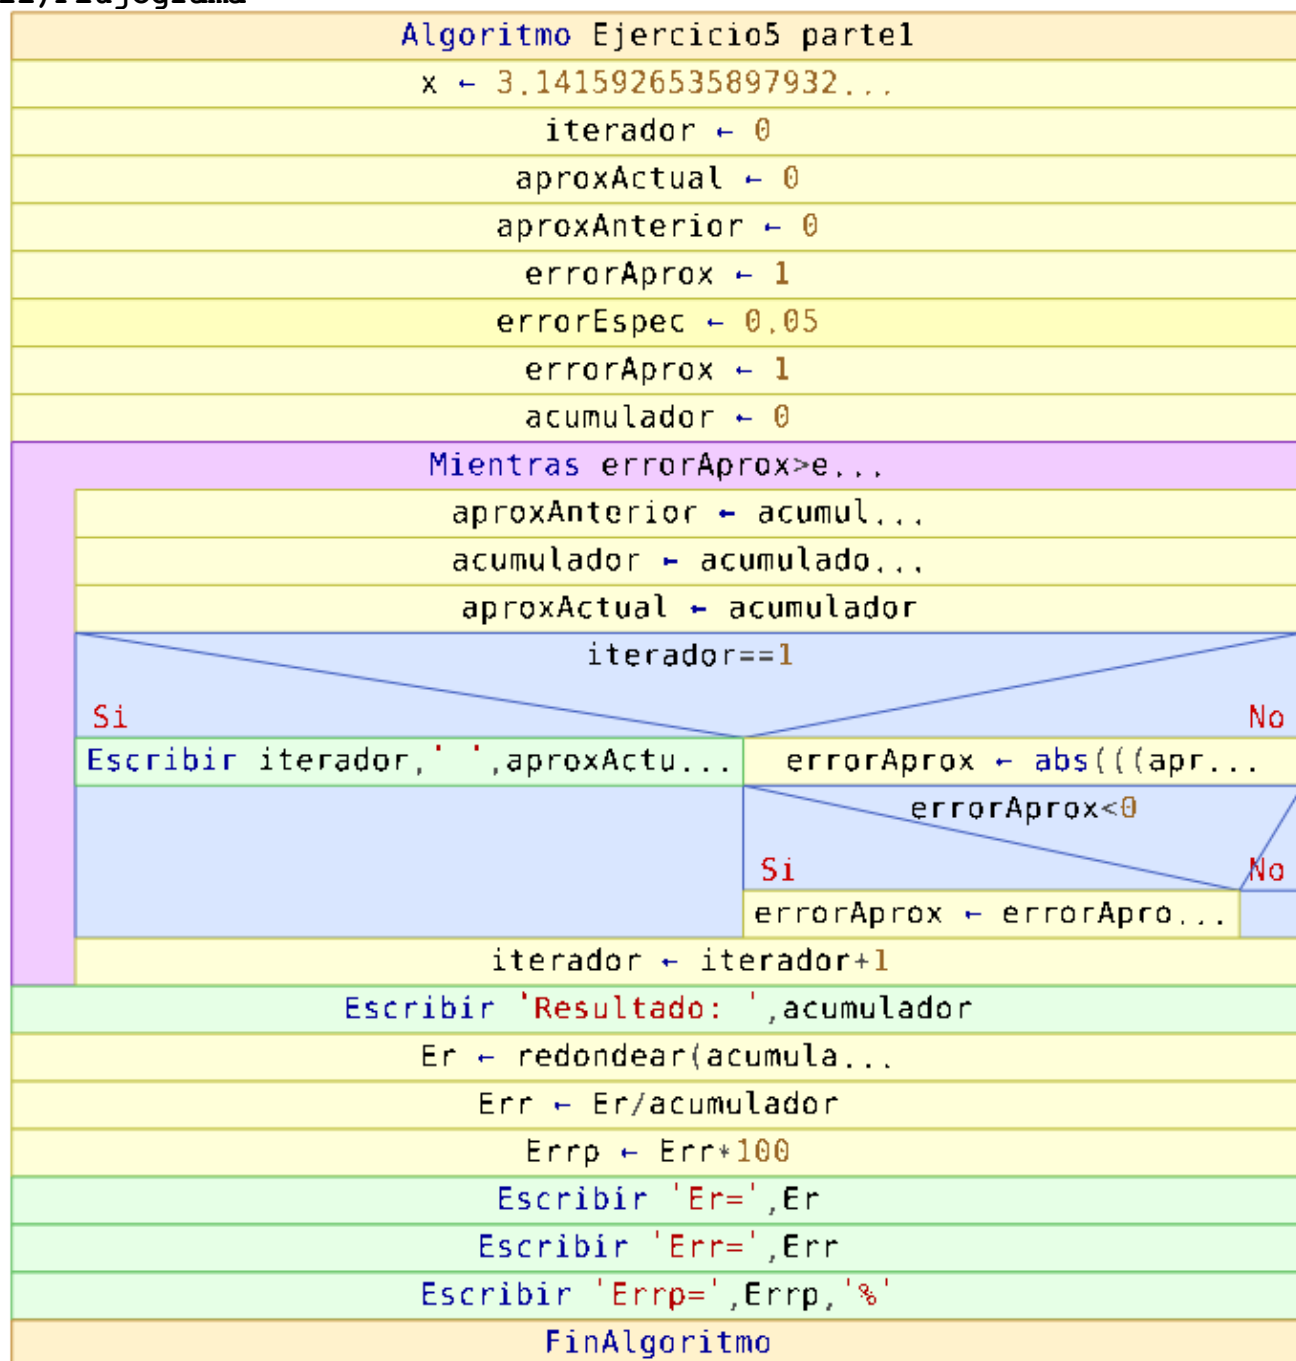 Algoritmo Ejercicio5 parte1
x ← 3.1415926535897932...
iterador ← 0
aproxActual ← 0
aproxAnterior ← 0
errorAprox ← 1
errorEspec ← 0.05
errorAprox ← 1
acumulador ← 0
Mientras errorAprox>e...
aproxAnterior ← acumul...
acumulador ← acumulado...
aproxActual ← acumulador
iterador==1
Si No
Escribir iterador,' ',aproxActu... errorAprox ← abs(((apr...
errorAprox<0
Si No
errorAprox ← errorApro...
iterador ← iterador+1
Escribir 'Resultado: ',acumulador
Er ← redondear(acumula...
Err ← Er/acumulador
Errp ← Err*100
Escribir 'Er=',Er
Escribir 'Err=',Err
Escribir 'Errp=',Errp,'%'
FinAlgoritmo